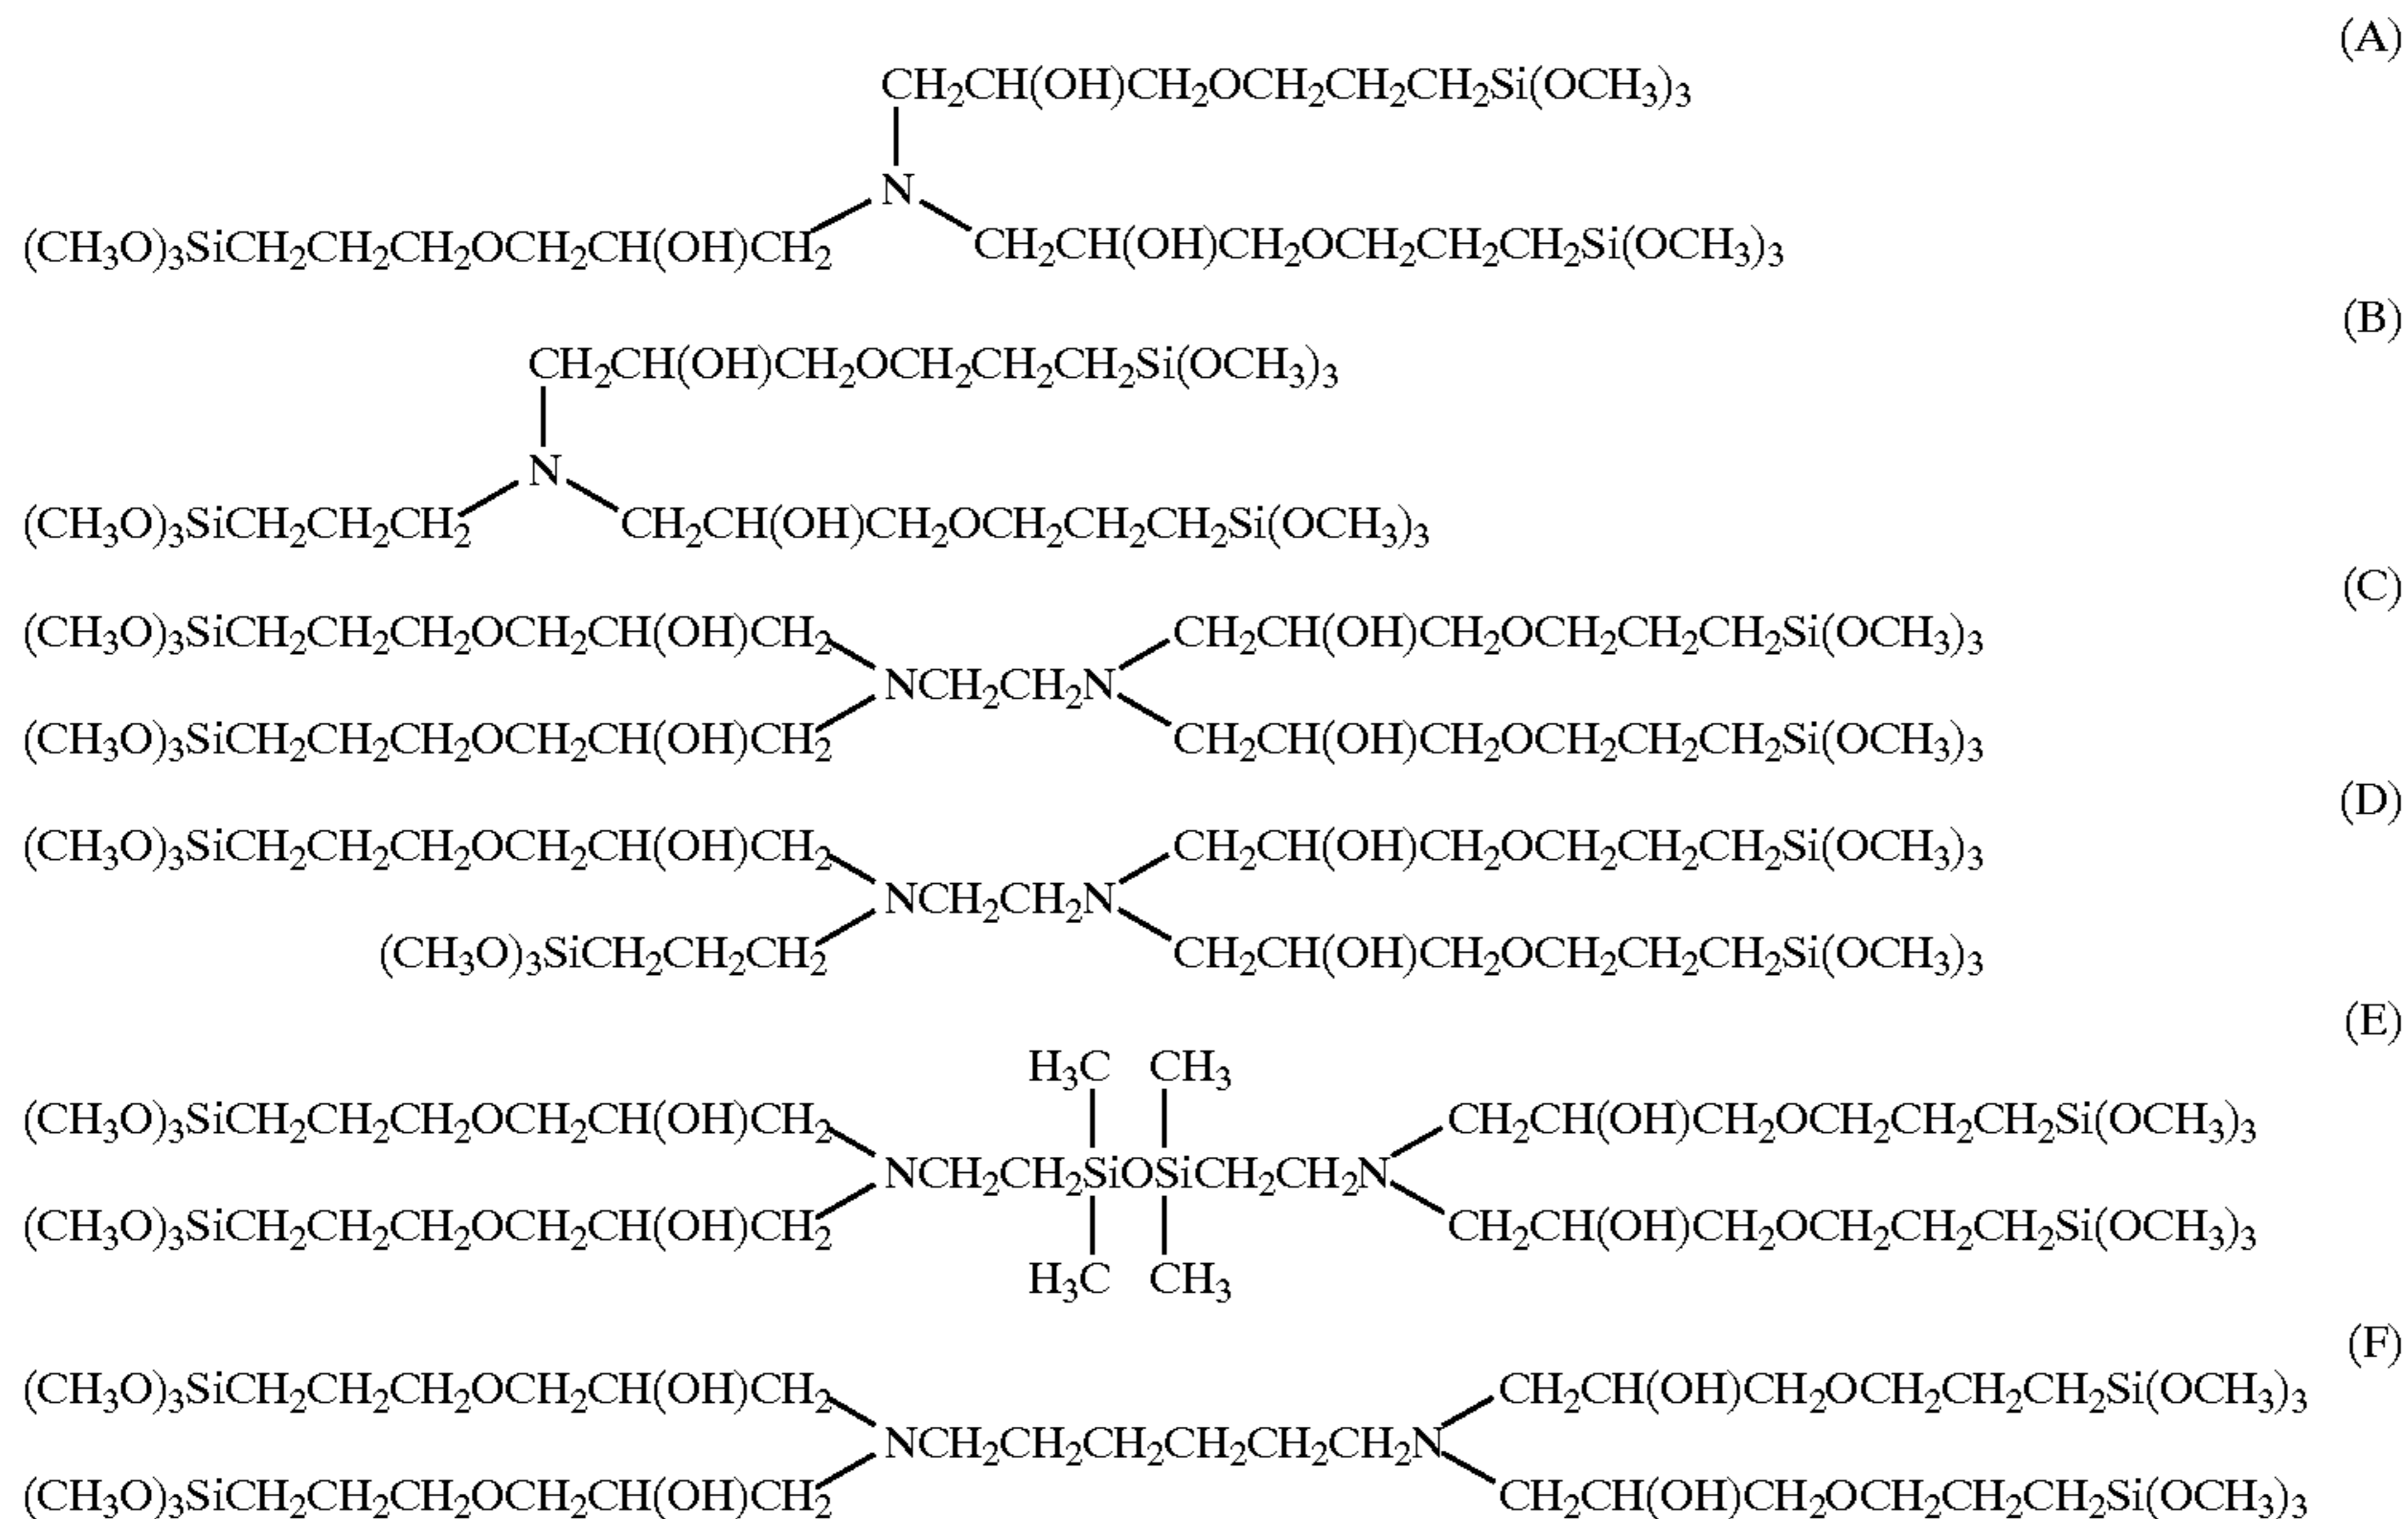 (A)
CH₂CH(OH)CH₂OCH₂CH₂CH₂Si(OCH₃)₃
N
(CH₃O)₃SiCH₂CH₂CH₂OCH₂CH(OH)CH₂ CH₂CH(OH)CH₂OCH₂CH₂CH₂Si(OCH₃)₃
(B)
CH₂CH(OH)CH₂OCH₂CH₂CH₂Si(OCH₃)₃
N
(CH₃O)₃SiCH₂CH₂CH₂ CH₂CH(OH)CH₂OCH₂CH₂CH₂Si(OCH₃)₃
(C)
(CH₃O)₃SiCH₂CH₂CH₂OCH₂CH(OH)CH₂ CH₂CH(OH)CH₂OCH₂CH₂CH₂Si(OCH₃)₃
NCH₂CH₂N
(CH₃O)₃SiCH₂CH₂CH₂OCH₂CH(OH)CH₂ CH₂CH(OH)CH₂OCH₂CH₂CH₂Si(OCH₃)₃
(D)
(CH₃O)₃SiCH₂CH₂CH₂OCH₂CH(OH)CH₂ CH₂CH(OH)CH₂OCH₂CH₂CH₂Si(OCH₃)₃
NCH₂CH₂N
(CH₃O)₃SiCH₂CH₂CH₂ CH₂CH(OH)CH₂OCH₂CH₂CH₂Si(OCH₃)₃
(E)
H₃C CH₃
(CH₃O)₃SiCH₂CH₂CH₂OCH₂CH(OH)CH₂ CH₂CH(OH)CH₂OCH₂CH₂CH₂Si(OCH₃)₃
NCH₂CH₂SiOSiCH₂CH₂N
(CH₃O)₃SiCH₂CH₂CH₂OCH₂CH(OH)CH₂ CH₂CH(OH)CH₂OCH₂CH₂CH₂Si(OCH₃)₃
H₃C CH₃
(F)
(CH₃O)₃SiCH₂CH₂CH₂OCH₂CH(OH)CH₂ CH₂CH(OH)CH₂OCH₂CH₂CH₂Si(OCH₃)₃
NCH₂CH₂CH₂CH₂CH₂CH₂N
(CH₃O)₃SiCH₂CH₂CH₂OCH₂CH(OH)CH₂ CH₂CH(OH)CH₂OCH₂CH₂CH₂Si(OCH₃)₃